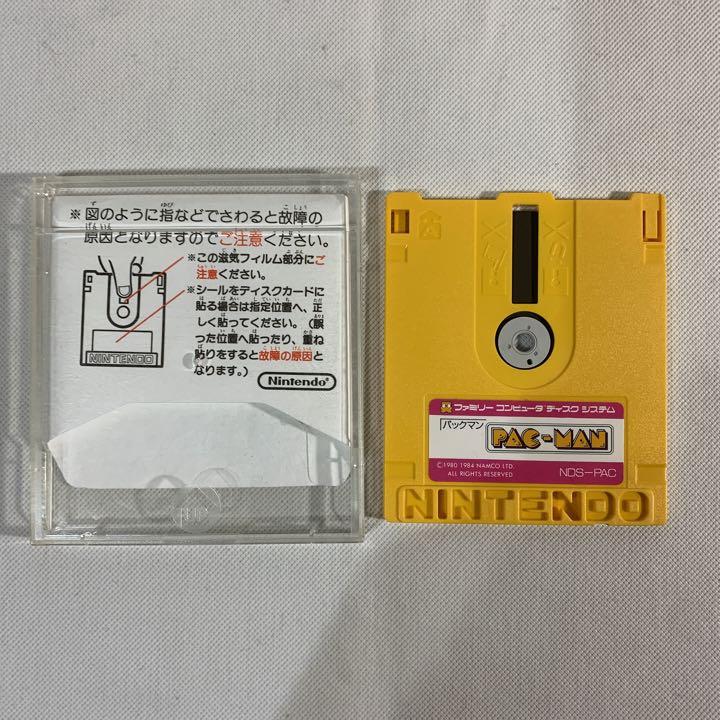 ※図のように指などでさわると故障の
原因となりますのでご注意ください。
※この磁気フィルム部分にご
注意ください。
※シールをディスクカードに
貼る場合は指定位置へ、正
しく貼ってください。(誤
った位置へ貼ったり、重ね
貼りをすると故障の原因と
なります。)
NINTENDO
Nintendo®
ファミリー コンピュータ ディスク システム
パックマン
PAC-MAN
©1980 1984 NAMCO LTD.
ALL RIGHTS RESERVED
NDS-PAC
NINTENDO